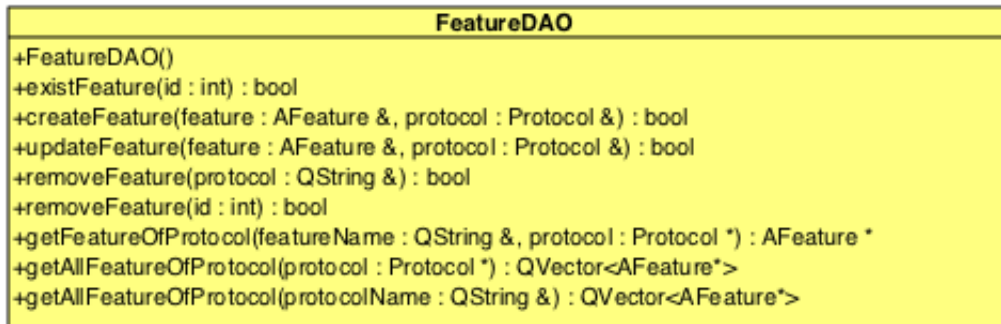 FeatureDAO
+FeatureDAO()
+existFeature(id : int) : bool
+createFeature(feature : AFeature &, protocol : Protocol &) : bool
+updateFeature(feature : AFeature &, protocol : Protocol &) : bool
+removeFeature(protocol : QString &) : bool
+removeFeature(id : int) : bool
+getFeatureOfProtocol(featureName : QString &, protocol : Protocol *) : AFeature *
+getAllFeatureOfProtocol(protocol : Protocol *) : QVector<AFeature*>
+getAllFeatureOfProtocol(protocolName : QString &) : QVector<AFeature*>